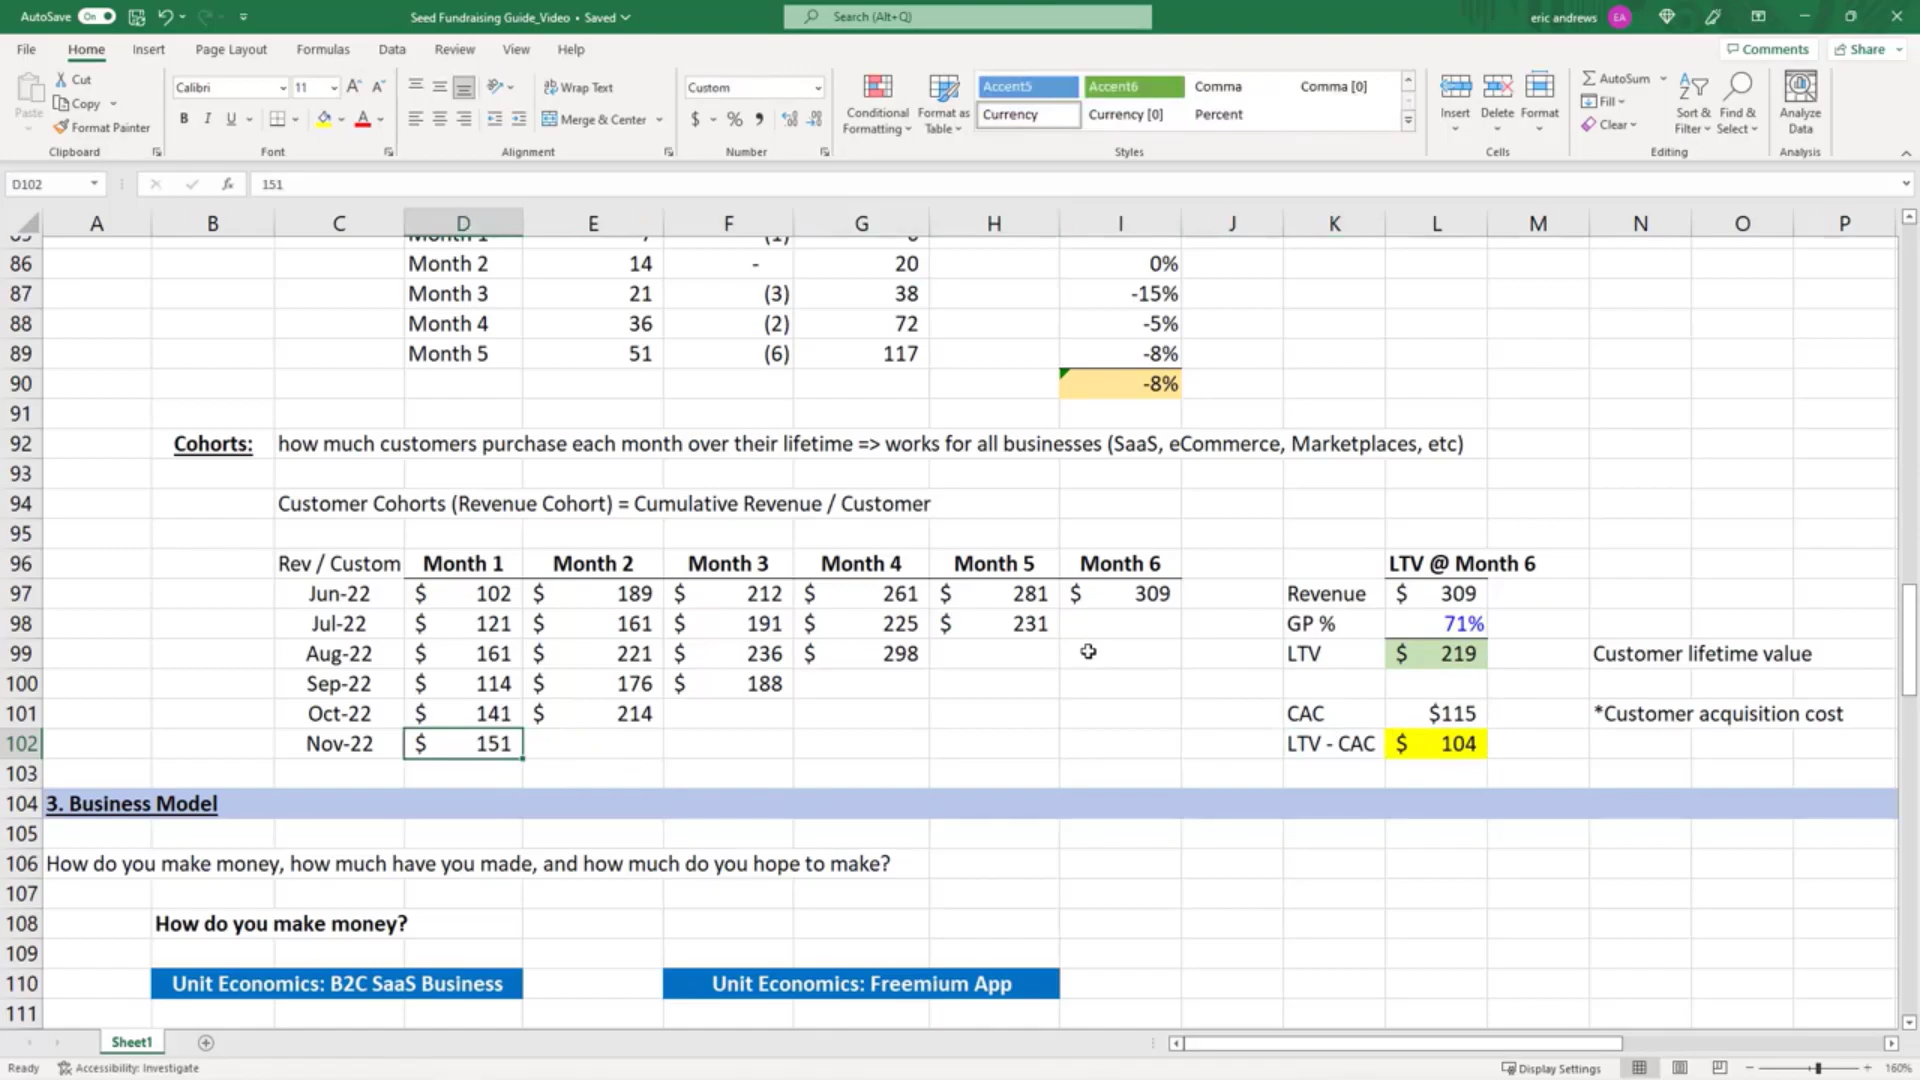 AutoSave On Seed Fundraising Guide_Video • Saved Search (Alt+Q) eric andrews EA
File Home Insert Page Layout Formulas Data Review View Help Comments Share
Paste Cut Copy Format Painter Clipboard
Calibri 11 A A B I U A Font
Wrap Text Merge & Center Alignment
Custom $ % 9 Number
Conditional Formatting Format as Table
Accent5 Accent6 Comma Comma [0]
Currency Currency [0] Percent
Styles
Insert Delete Format Cells
AutoSum Fill Clear Sort & Filter Find & Select Editing
Analyze Data Analysis
D102 fx 151
A B C D E F G H I J K L M N O P
86 Month 2 14 - 20 0%
87 Month 3 21 (3) 38 -15%
88 Month 4 36 (2) 72 -5%
89 Month 5 51 (6) 117 -8%
90 -8%
91
92 Cohorts: how much customers purchase each month over their lifetime => works for all businesses (SaaS, eCommerce, Marketplaces, etc)
93
94 Customer Cohorts (Revenue Cohort) = Cumulative Revenue / Customer
95
96 Rev / Custom Month 1 Month 2 Month 3 Month 4 Month 5 Month 6 LTV @ Month 6
97 Jun-22 $ 102 $ 189 $ 212 $ 261 $ 281 $ 309 Revenue $ 309
98 Jul-22 $ 121 $ 161 $ 191 $ 225 $ 231 GP % 71%
99 Aug-22 $ 161 $ 221 $ 236 $ 298 LTV $ 219 Customer lifetime value
100 Sep-22 $ 114 $ 176 $ 188
101 Oct-22 $ 141 $ 214 CAC $115 *Customer acquisition cost
102 Nov-22 $ 151 LTV - CAC $ 104
103
104 3. Business Model
105
106 How do you make money, how much have you made, and how much do you hope to make?
107
108 How do you make money?
109
110 Unit Economics: B2C SaaS Business Unit Economics: Freemium App
111
Sheet1
Ready Accessibility: Investigate Display Settings 160%